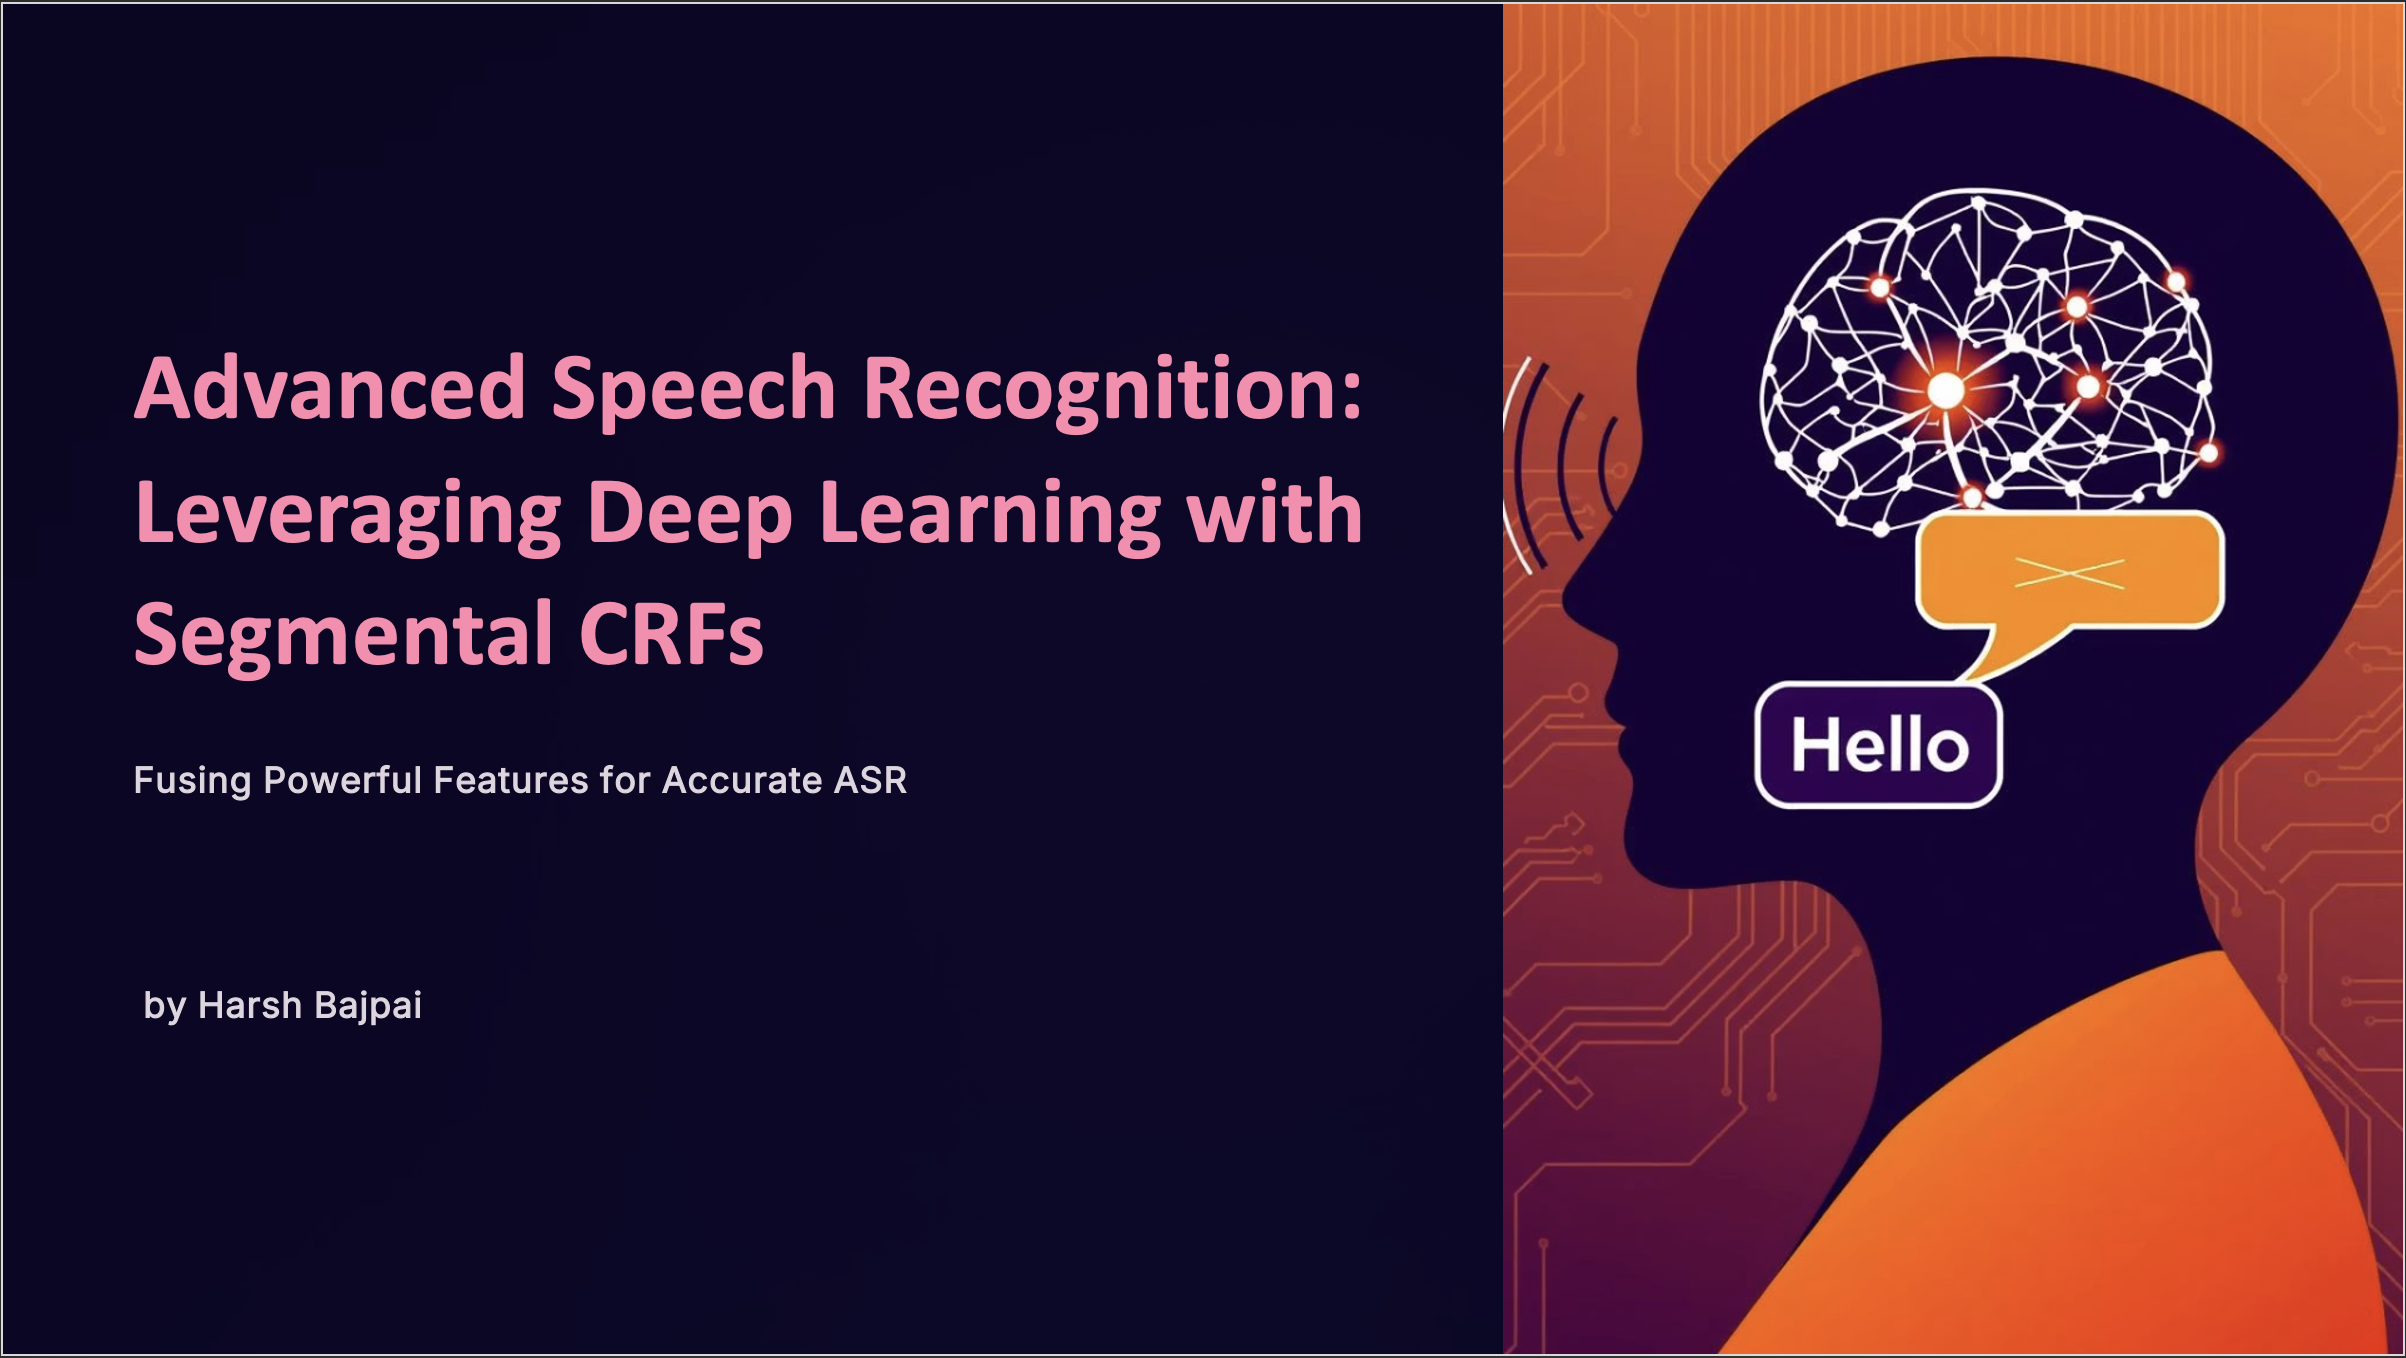 Advanced Speech Recognition:
Leveraging Deep Learning with
Segmental CRFs
Fusing Powerful Features for Accurate ASR
by Harsh Bajpai
Hello